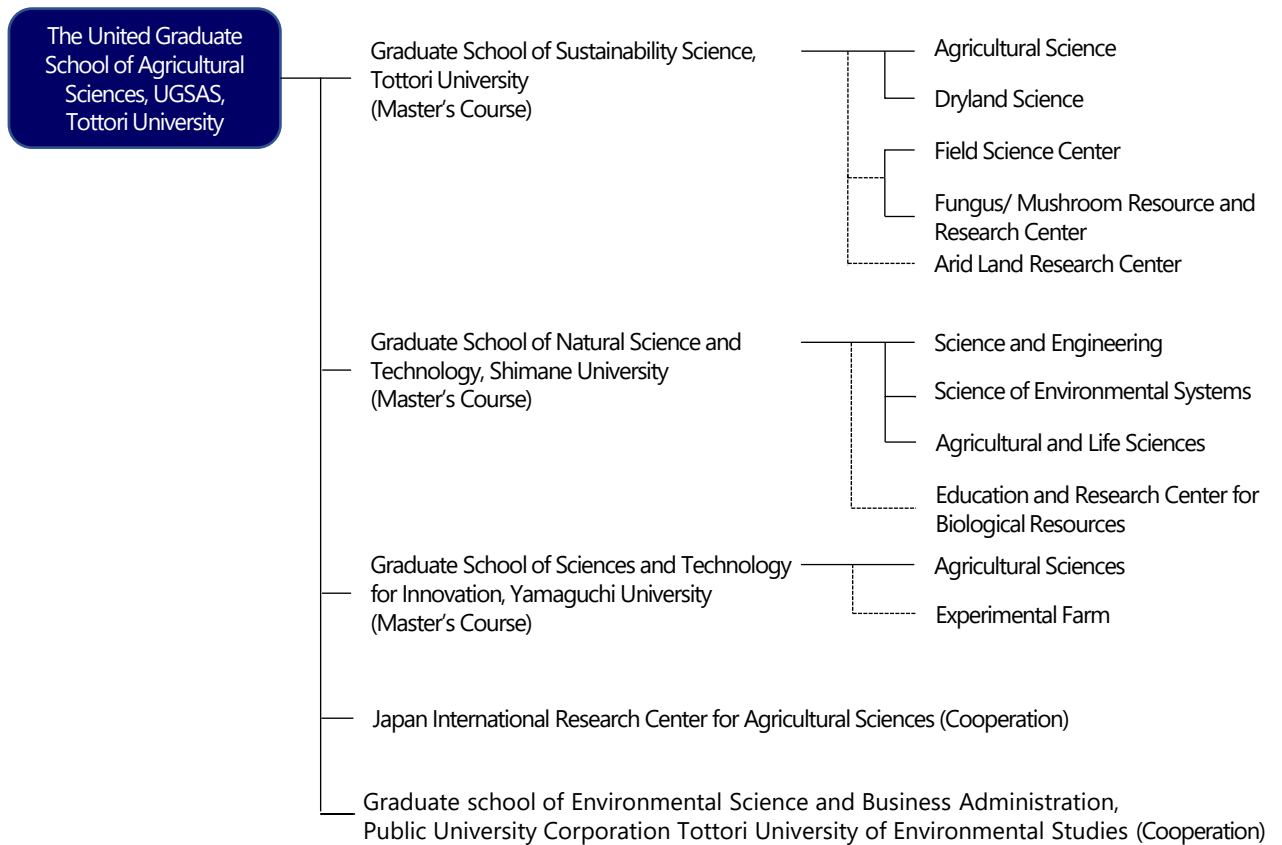 The United Graduate
School of Agricultural
Sciences, UGSAS,
Tottori University
Graduate School of Sustainability Science,
Tottori University
(Master's Course)
Agricultural Science
Dryland Science
Field Science Center
Fungus/ Mushroom Resource and
Research Center
Arid Land Research Center
Graduate School of Natural Science and
Technology, Shimane University
(Master's Course)
Science and Engineering
Science of Environmental Systems
Agricultural and Life Sciences
Education and Research Center for
Biological Resources
Graduate School of Sciences and Technology
for Innovation, Yamaguchi University
(Master's Course)
Agricultural Sciences
Experimental Farm
Japan International Research Center for Agricultural Sciences (Cooperation)
Graduate school of Environmental Science and Business Administration,
Public University Corporation Tottori University of Environmental Studies (Cooperation)